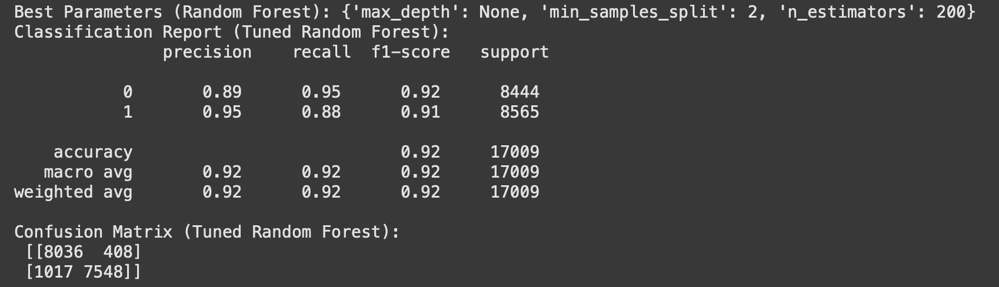 Best Parameters (Random Forest): {'max_depth': None, 'min_samples_split': 2, 'n_estimators': 200}
Classification Report (Tuned Random Forest):
               precision    recall  f1-score   support

           0       0.89      0.95      0.92      8444
           1       0.95      0.88      0.91      8565

    accuracy                           0.92     17009
   macro avg       0.92      0.92      0.92     17009
weighted avg       0.92      0.92      0.92     17009

Confusion Matrix (Tuned Random Forest):
 [[8036  408]
 [1017 7548]]